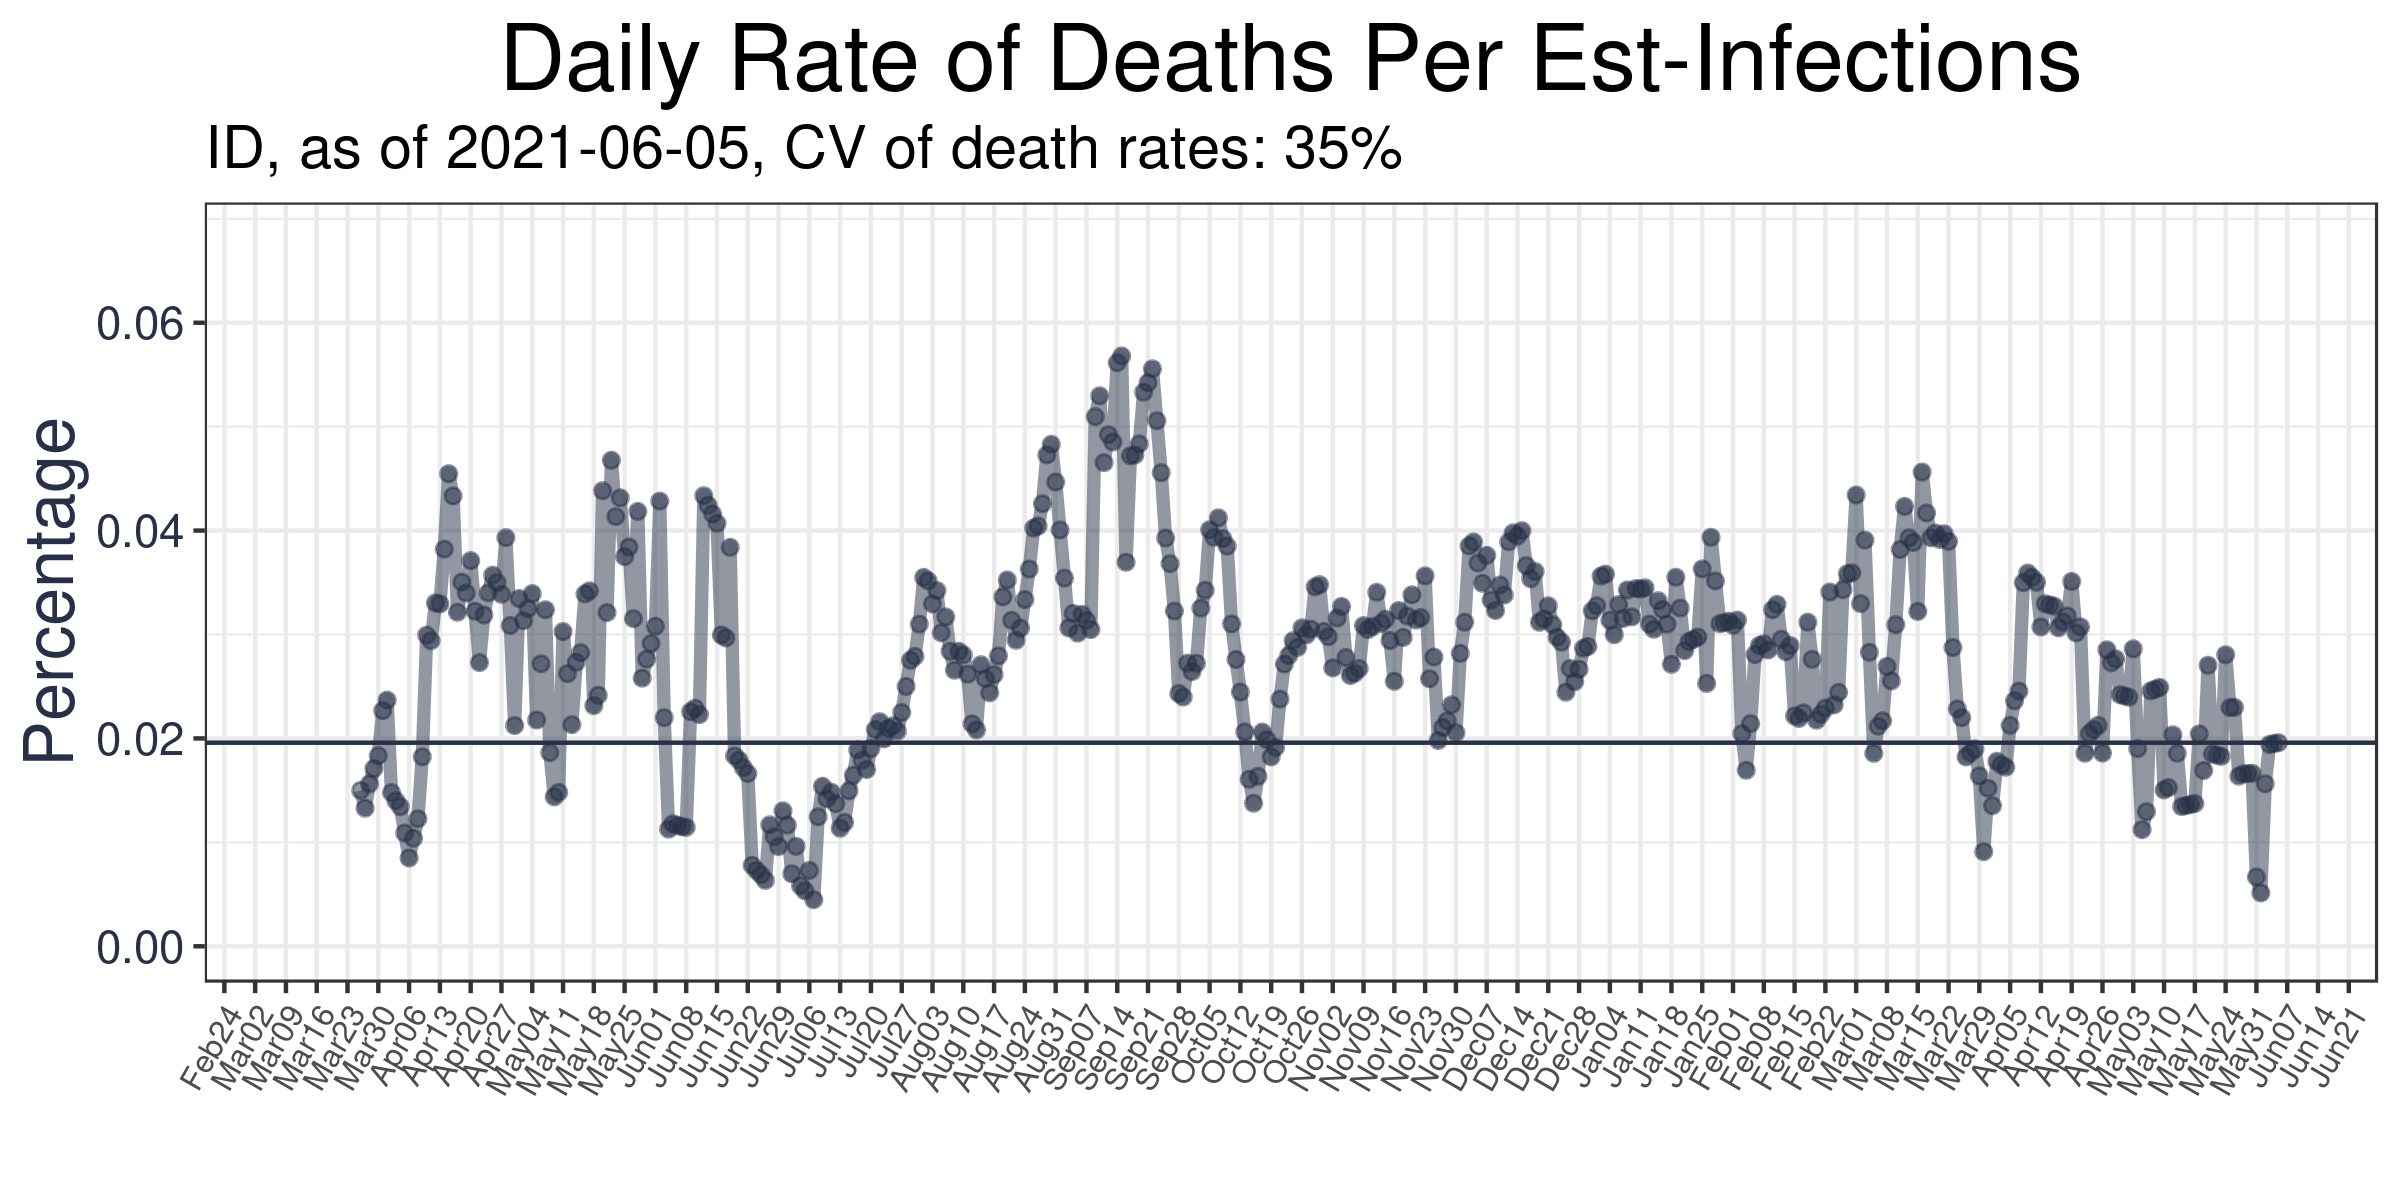 Daily Rate of Deaths Per Est-Infections
ID, as of 2021-06-05, CV of death rates: 35%
Percentage
0.06
0.04
0.02
0.00
Feb24
Mar02
Mar09
Mar16
Mar23
Mar30
Apr06
Apr13
Apr20
Apr27
May04
May11
May18
May25
Jun01
Jun08
Jun15
Jun22
Jun29
Jul06
Jul13
Jul20
Jul27
Aug03
Aug10
Aug17
Aug24
Aug31
Sep07
Sep14
Sep21
Sep28
Oct05
Oct12
Oct19
Oct26
Nov02
Nov09
Nov16
Nov23
Nov30
Dec07
Dec14
Dec21
Dec28
Jan04
Jan11
Jan18
Jan25
Feb01
Feb08
Feb15
Feb22
Mar01
Mar08
Mar15
Mar22
Mar29
Apr05
Apr12
Apr19
Apr26
May03
May10
May17
May24
May31
Jun07
Jun14
Jun21